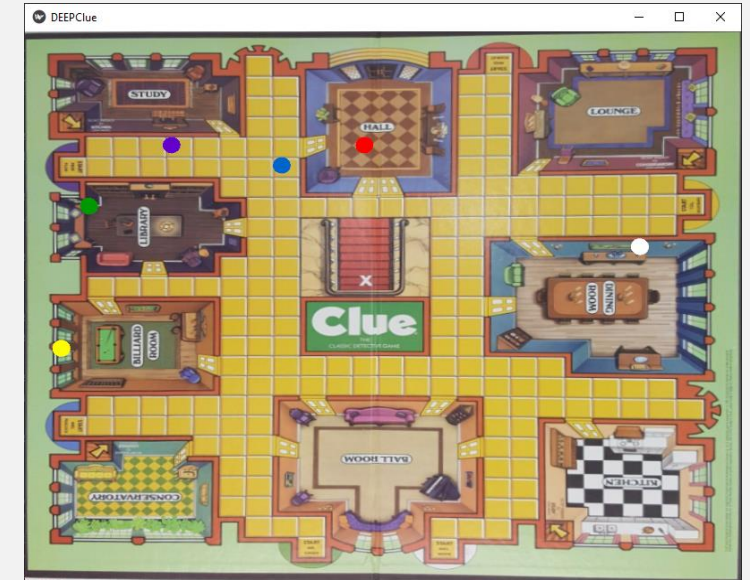 DEEPClue
STUDY
HALL
LOUNGE
LIBRARY
X
DINING
ROOM
Clue
THE
CLASSIC DETECTIVE GAME
BILLIARD
ROOM
BALL ROOM
CONSERVATORY
KITCHEN